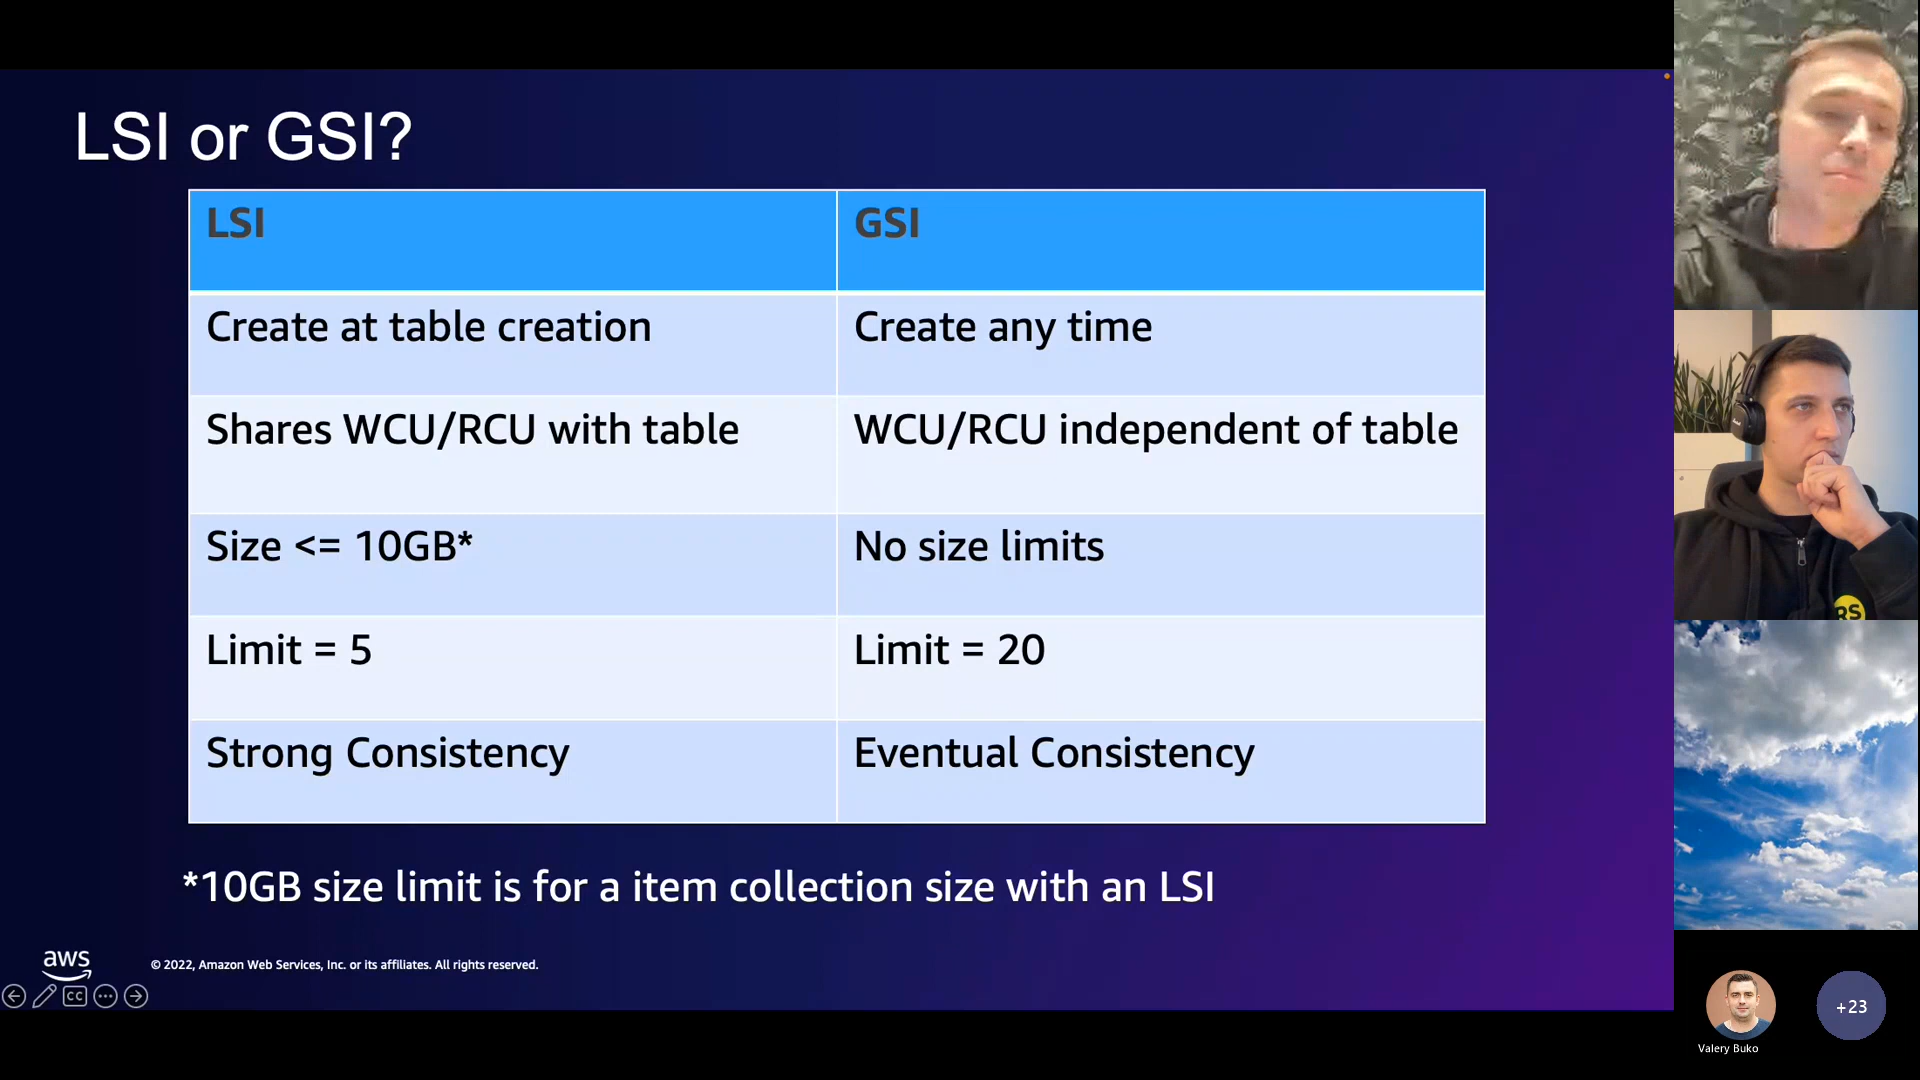 LSI or GSI?
LSI GSI
Create at table creation Create any time
Shares WCU/RCU with table WCU/RCU independent of table
Size <= 10GB* No size limits
Limit = 5 Limit = 20
Strong Consistency Eventual Consistency
*10GB size limit is for a item collection size with an LSI
aws
© 2022, Amazon Web Services, Inc. or its affiliates. All rights reserved.
CC
RS
+23
Valery Buko